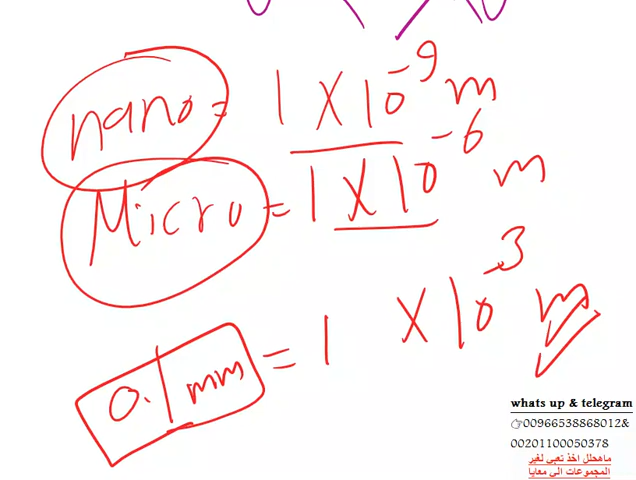 nano = 1 X 10⁻⁹ m
Micro = 1 X 10⁻⁶ m
0.1 mm = 1 X 10⁻³ m
whats up & telegram
☞00966538868012&
00201100050378
ماهحلل اخذ تعبى لغير
المجموعات الى معايا